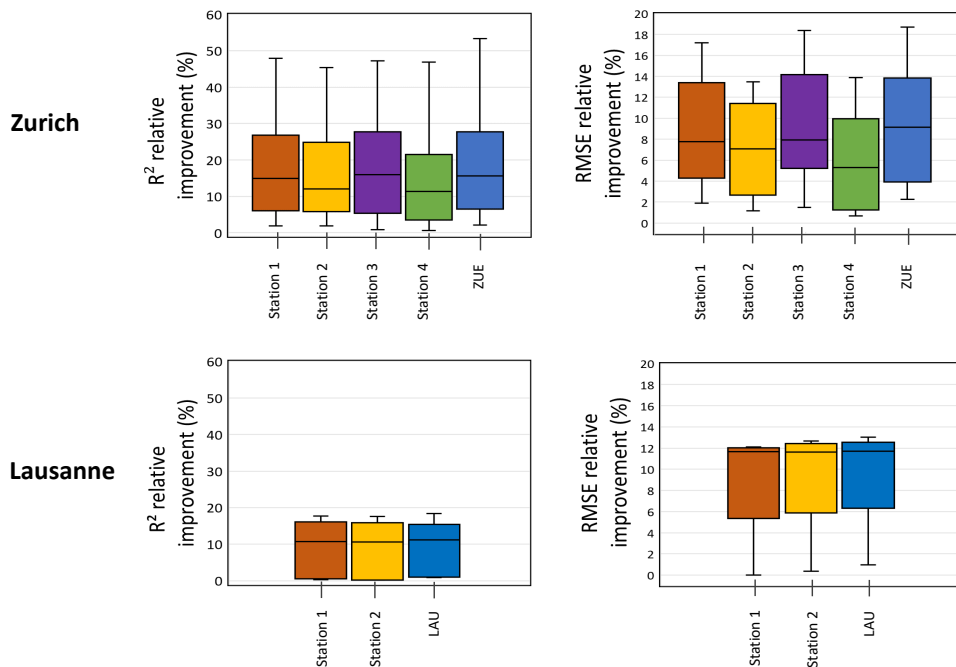 Zurich
R² relative
improvement (%)
60
50
40
30
20
10
0
Station 1
Station 2
Station 3
Station 4
ZUE
RMSE relative
improvement (%)
20
18
16
14
12
10
8
6
4
2
0
Station 1
Station 2
Station 3
Station 4
ZUE
Lausanne
R² relative
improvement (%)
60
50
40
30
20
10
0
Station 1
Station 2
LAU
RMSE relative
improvement (%)
20
18
16
14
12
10
8
6
4
2
0
Station 1
Station 2
LAU